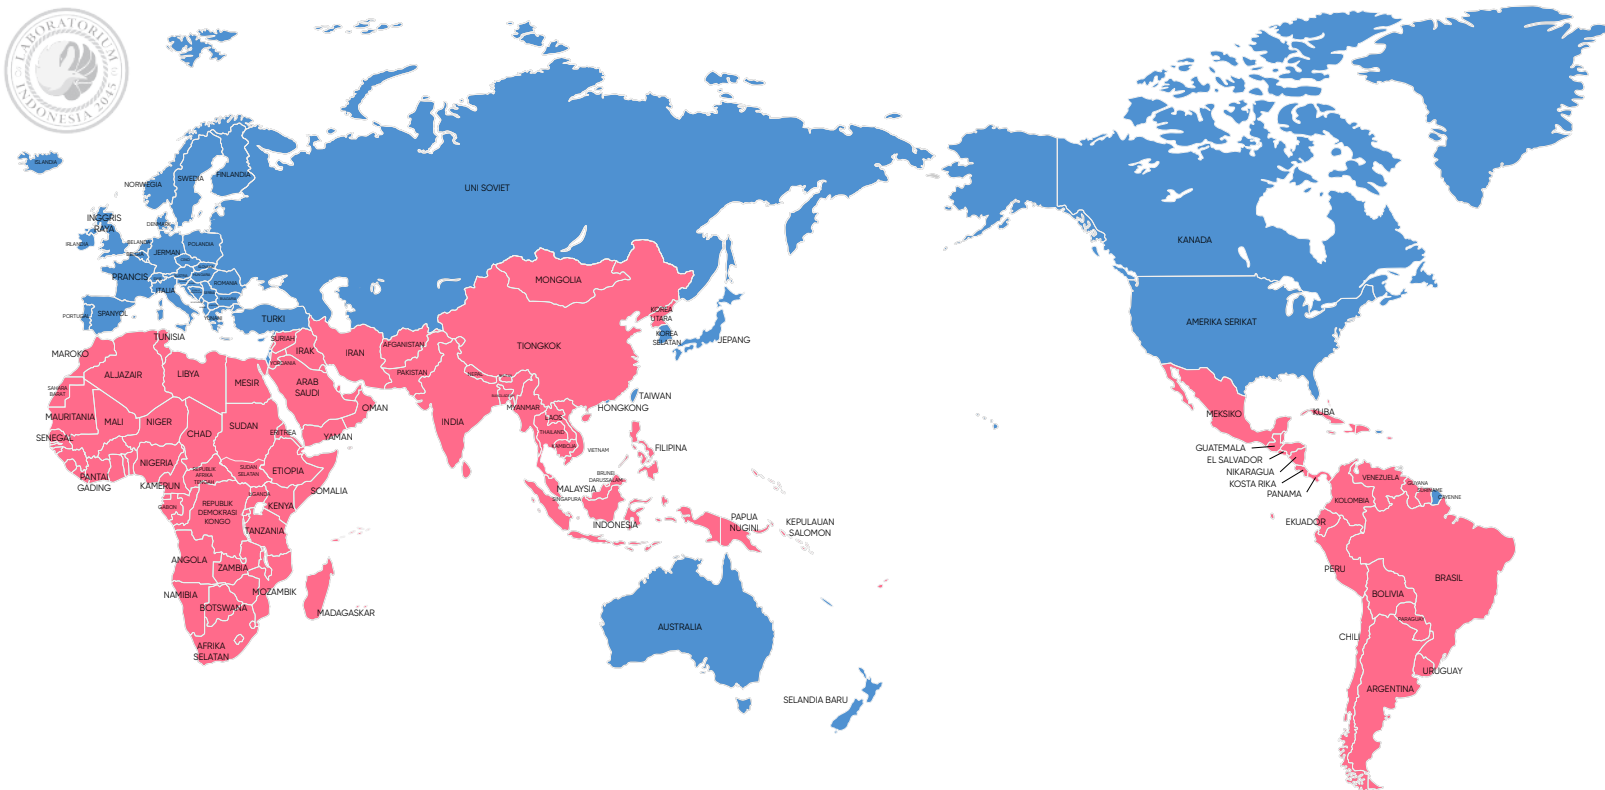 LABORATORIUM
INDONESIA 2045
ISLANDIA
NORWEGIA
SWEDIA
FINLANDIA
UNI SOVIET
INGGRIS
RAYA
IRLANDIA
POLANDIA
JERMAN
PRANCIS
ITALIA
ROMANIA
PORTUGAL
SPANYOL
TURKI
KANADA
AMERIKA SERIKAT
MONGOLIA
KOREA
UTARA
KOREA
SELATAN
JEPANG
TIONGKOK
TAIWAN
HONGKONG
TUNISIA
MAROKO
SURIAH
IRAK
IRAN
AFGANISTAN
YORDANIA
PAKISTAN
NEPAL
ALJAZAIR
LIBYA
MESIR
ARAB
SAUDI
OMAN
YAMAN
INDIA
MYANMAR
LAOS
THAILAND
KAMBOJA
VIETNAM
FILIPINA
SAHARA
BARAT
MAURITANIA
MALI
NIGER
CHAD
SUDAN
ERITREA
SENEGAL
PANTAI
GADING
NIGERIA
KAMERUN
REPUBLIK
AFRIKA
TENGAH
SUDAN
SELATAN
ETIOPIA
SOMALIA
UGANDA
KENYA
GABON
REPUBLIK
DEMOKRASI
KONGO
TANZANIA
ANGOLA
ZAMBIA
NAMIBIA
BOTSWANA
MOZAMBIK
MADAGASKAR
AFRIKA
SELATAN
BRUNEI
DARUSSALAM
MALAYSIA
SINGAPURA
INDONESIA
PAPUA
NUGINI
KEPULAUAN
SALOMON
AUSTRALIA
SELANDIA BARU
MEKSIKO
KUBA
GUATEMALA
EL SALVADOR
NIKARAGUA
KOSTA RIKA
PANAMA
VENEZUELA
GUYANA
SURINAME
CAYENNE
KOLOMBIA
EKUADOR
PERU
BRASIL
BOLIVIA
PARAGUAY
CHILI
URUGUAY
ARGENTINA